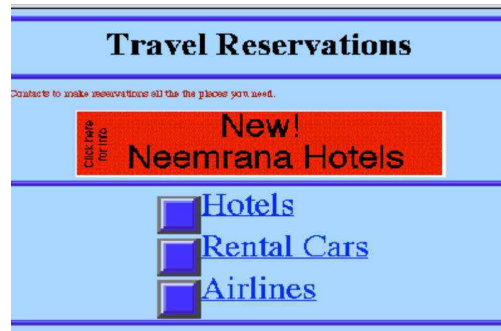 Travel Reservations
Contacts to make reservations all the the places you need.
Click here
for info
New!
Neemrana Hotels
Hotels
Rental Cars
Airlines